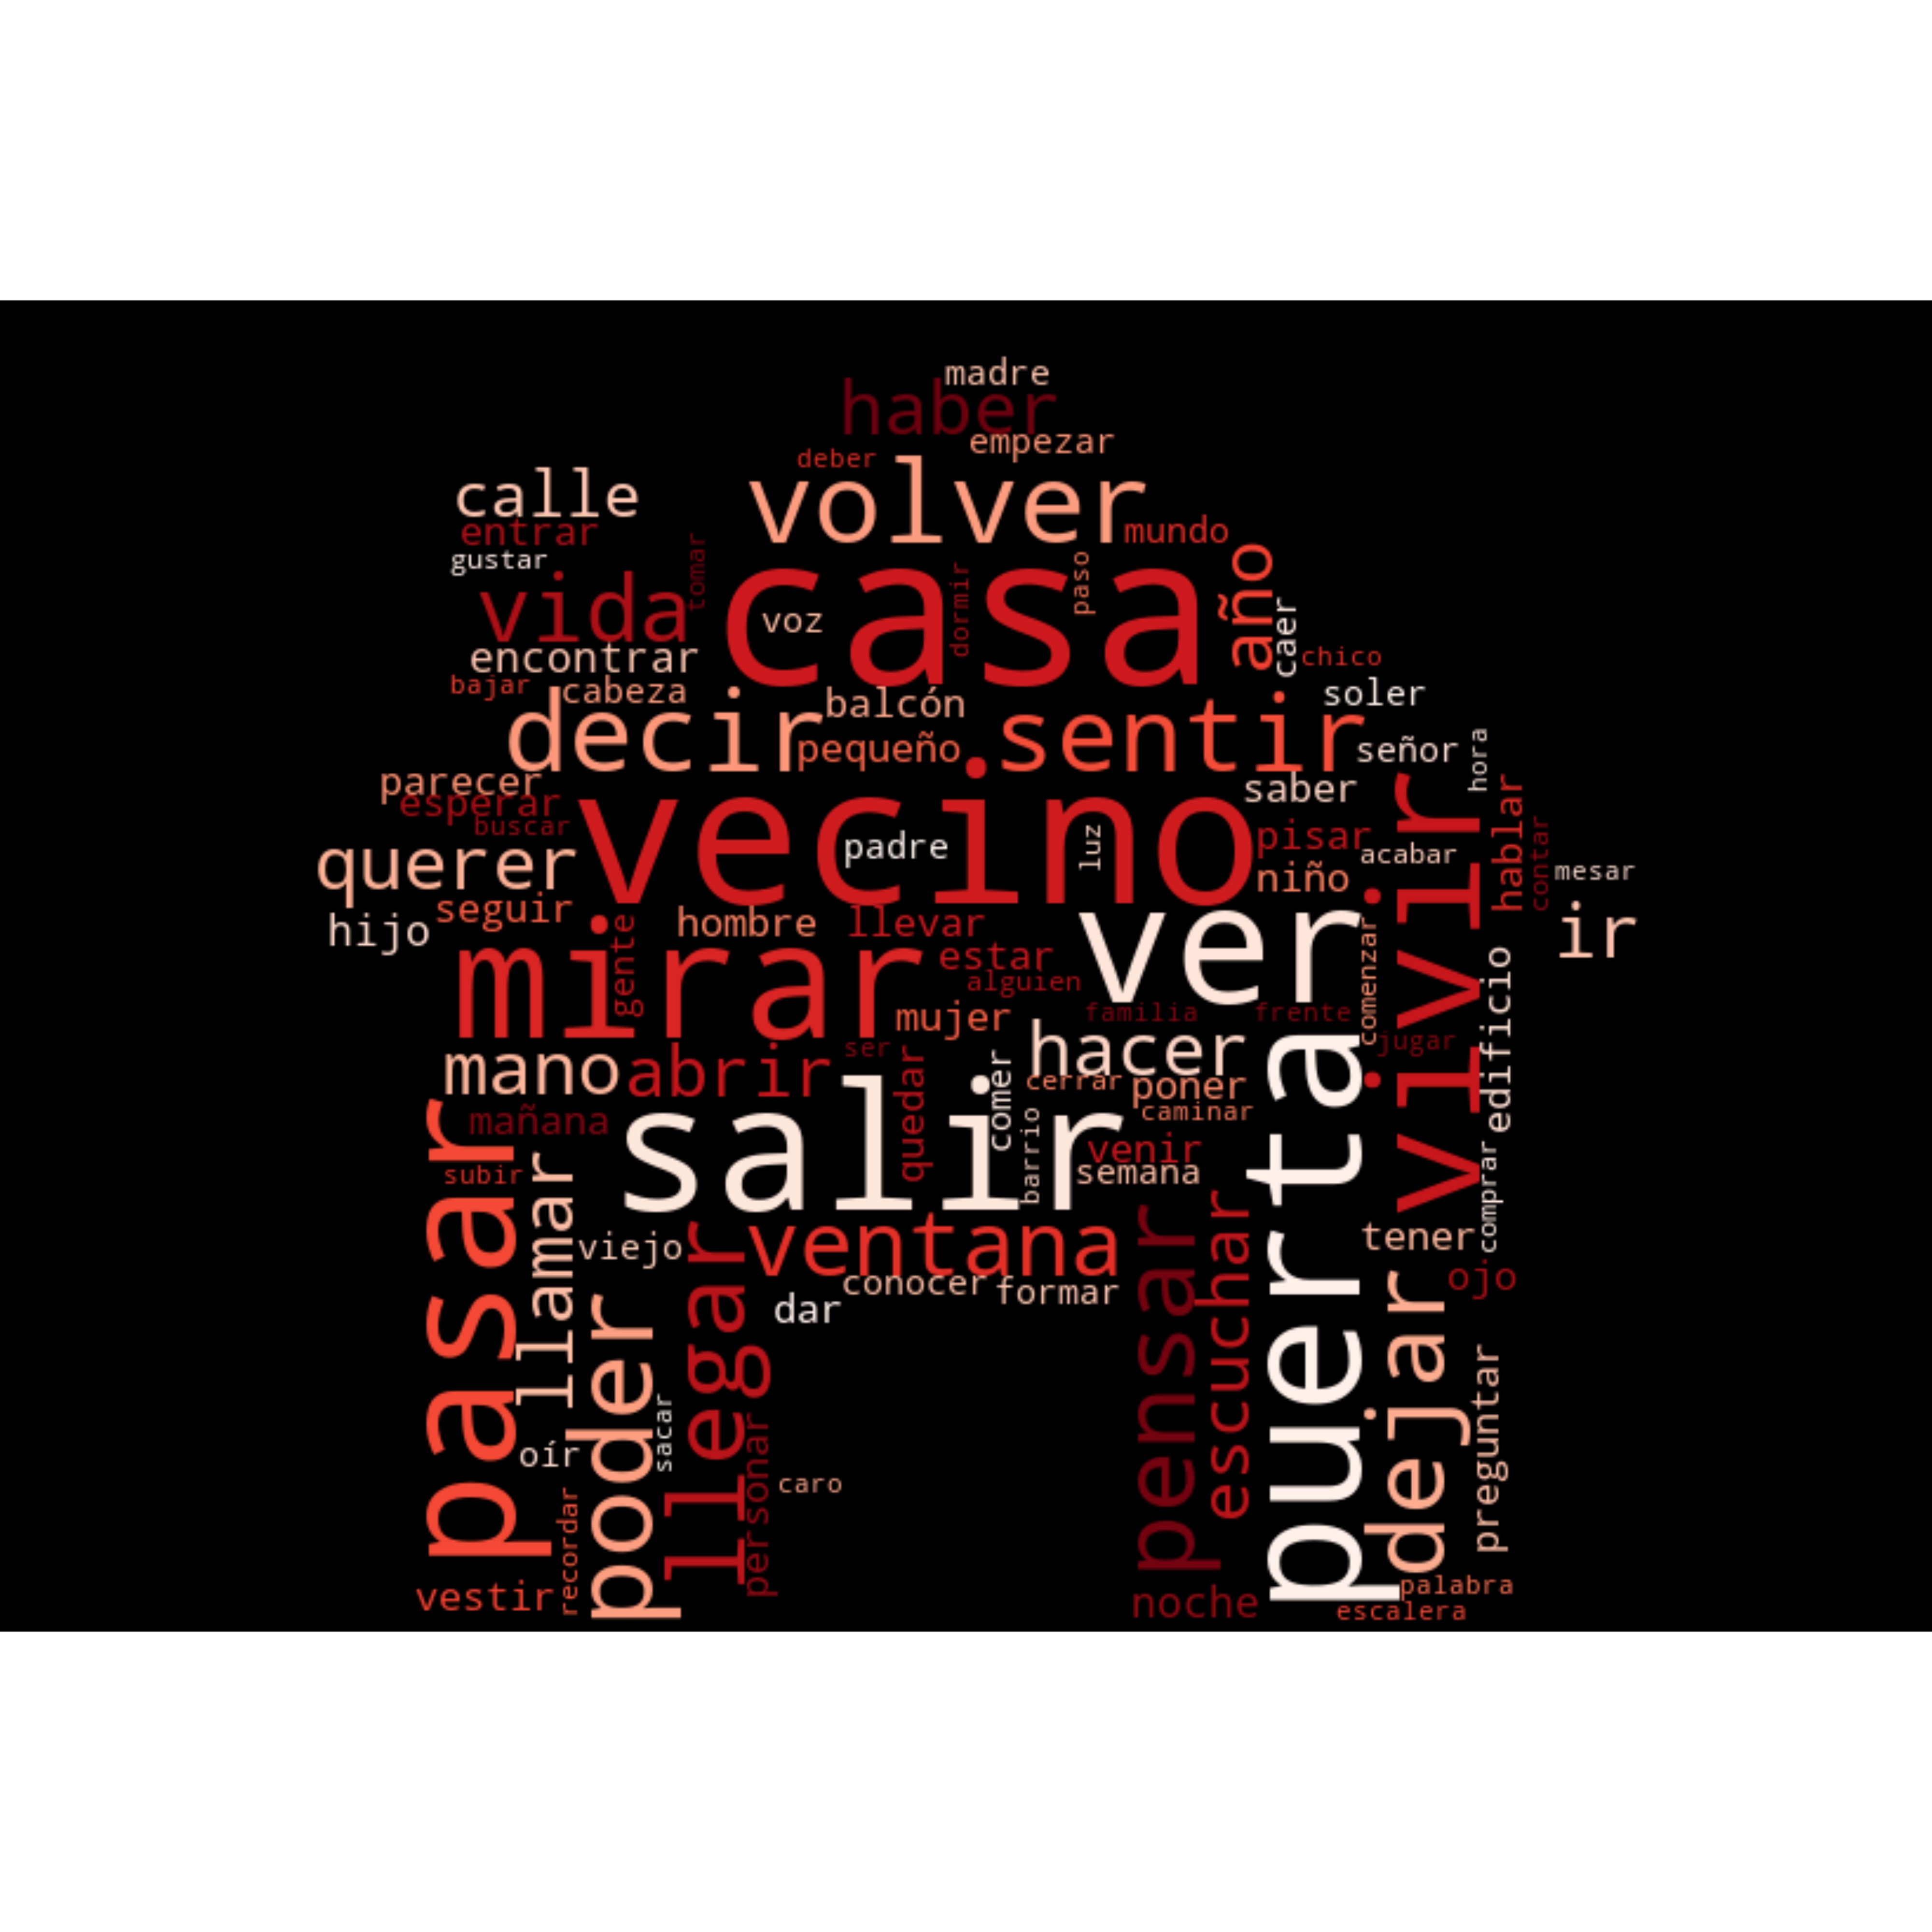 madre
haber
empezar
deber
calle
volver
entrar
mundo
gustar
tomar
vida
casa
voz
dormir
paso
año
caer
encontrar
chico
bajar
cabeza
balcón
soler
decir
pequeño
sentir
señor
hora
parecer
esperar
saber
buscar
vecino
padre
luz
pisar
acabar
hablar
contar
querer
niño
mesar
seguir
hijo
hombre
llevar
ver
vivir
ir
mirar
gente
estar
alguien
comenzar
edificio
mujer
familia
frente
mano
abrir
ser
hacer
jugar
quedar
comer
cerrar
poner
mañana
salir
barrio
caminar
venir
semana
subir
pasar
llamar
puerta
comprar
viejo
ventana
tener
conocer
formar
dar
llegar
pensar
escuchar
ojo
poder
dejar
preguntar
oír
sacar
personar
caro
recordar
vestir
noche
palabra
escalera